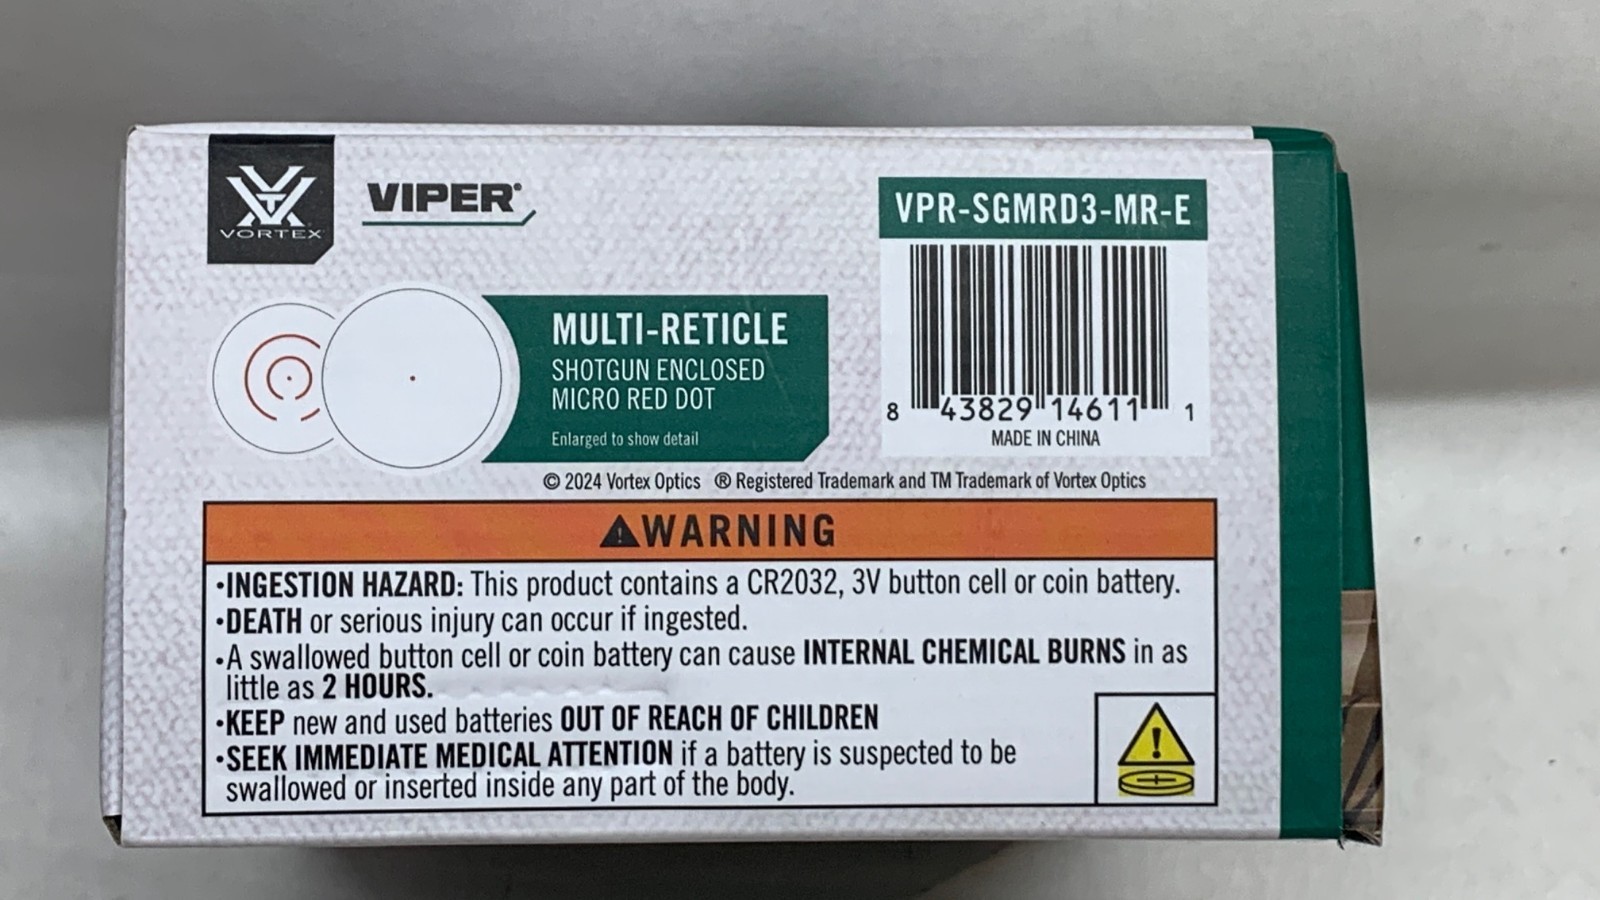 VORTEX
VIPER®
VPR-SGMRD3-MR-E
MULTI-RETICLE
SHOTGUN ENCLOSED
MICRO RED DOT
Enlarged to show detail
8 43829 14611 1
MADE IN CHINA
© 2024 Vortex Optics ® Registered Trademark and TM Trademark of Vortex Optics
WARNING
•INGESTION HAZARD: This product contains a CR2032, 3V button cell or coin battery.
•DEATH or serious injury can occur if ingested.
•A swallowed button cell or coin battery can cause INTERNAL CHEMICAL BURNS in as
little as 2 HOURS.
•KEEP new and used batteries OUT OF REACH OF CHILDREN
•SEEK IMMEDIATE MEDICAL ATTENTION if a battery is suspected to be
swallowed or inserted inside any part of the body.